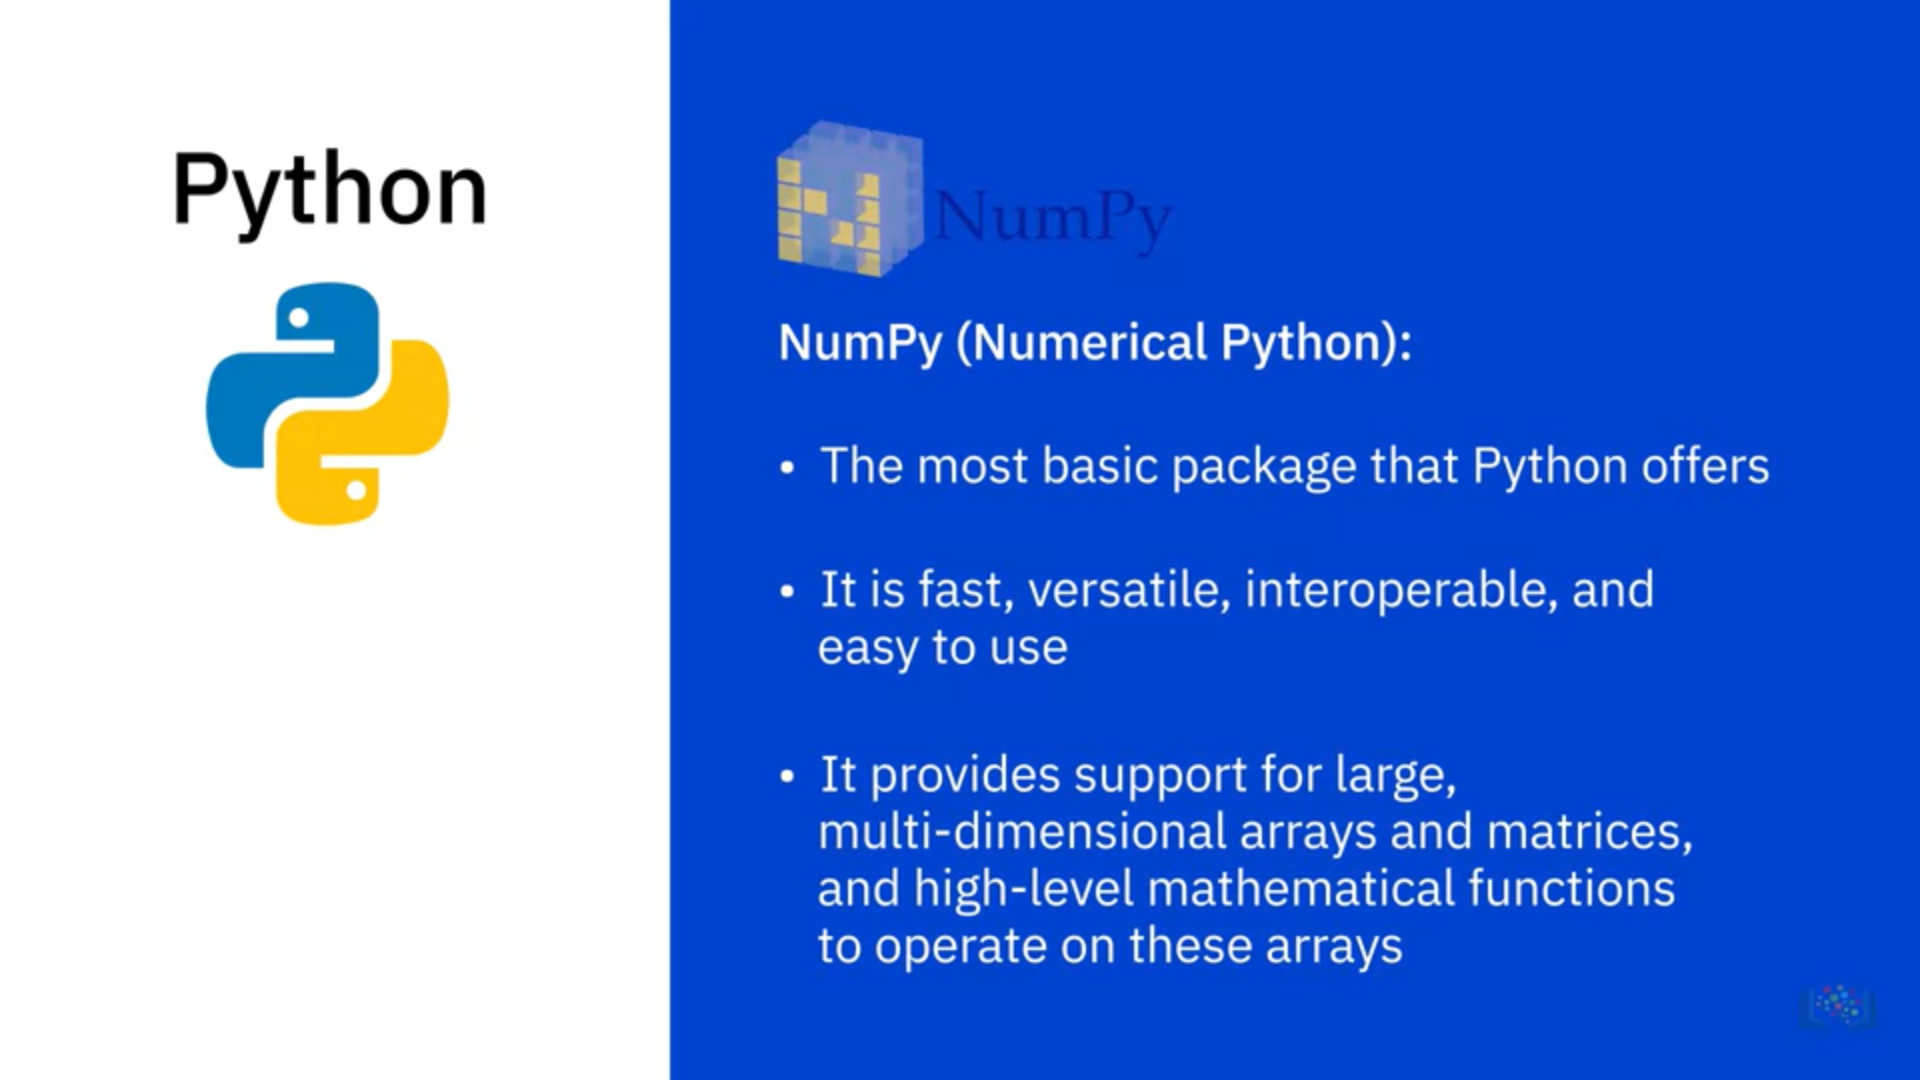 Python
NumPy
NumPy (Numerical Python):
• The most basic package that Python offers
• It is fast, versatile, interoperable, and
easy to use
• It provides support for large,
multi-dimensional arrays and matrices,
and high-level mathematical functions
to operate on these arrays